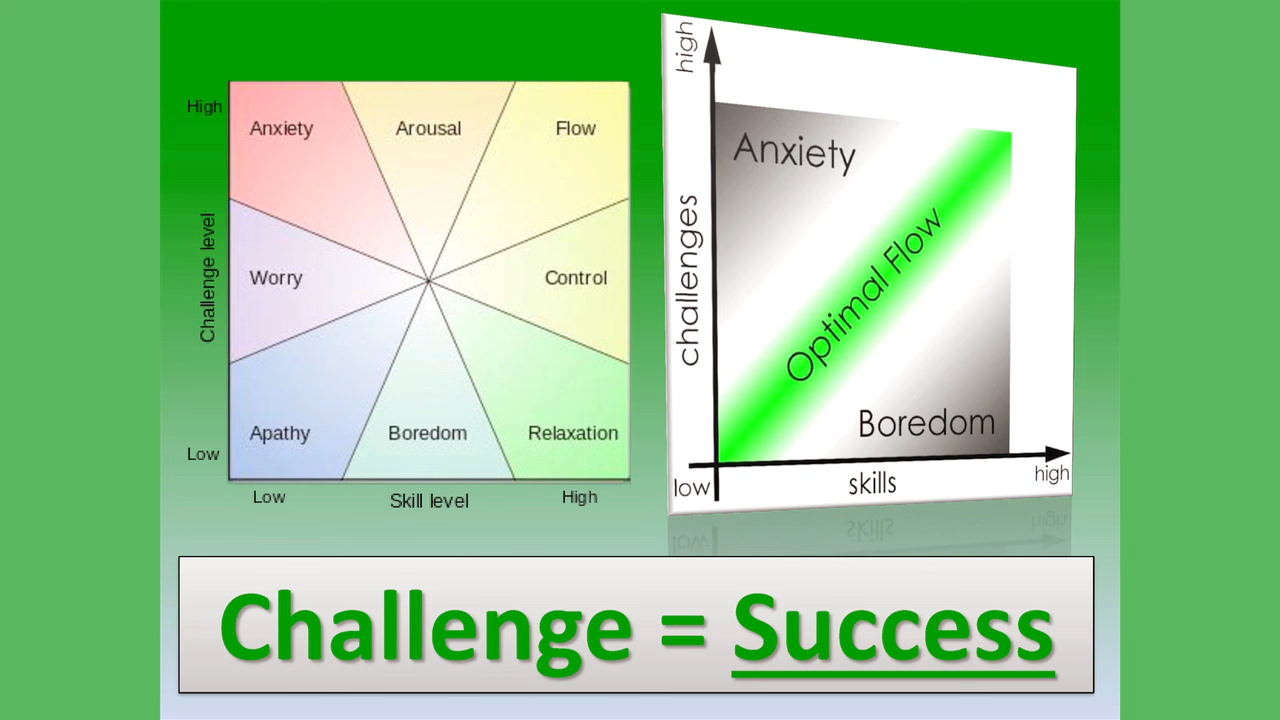 High
Anxiety
Arousal
Flow
Challenge level
Worry
Control
Apathy
Boredom
Relaxation
Low
Low
Skill level
High
high
Anxiety
challenges
Optimal Flow
Boredom
low
skills
high
Challenge = Success